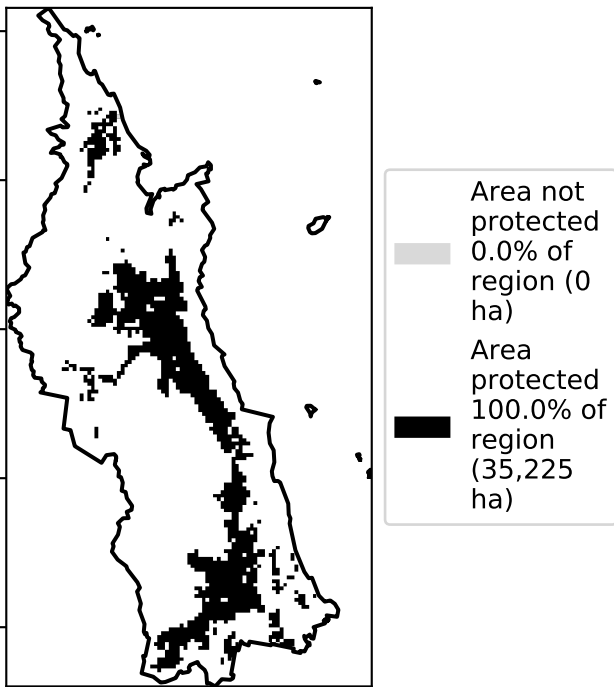 Area not
protected
0.0% of
region (0
ha)
Area
protected
100.0% of
region
(35,225
ha)